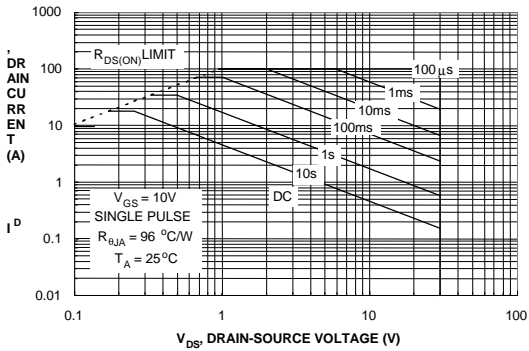 , DR
AIN
CU
RR
EN
T
(A)
I D
1000
100
10
1
0.1
0.01
RDS(ON) LIMIT
100µs
1ms
10ms
100ms
1s
10s
DC
VGS = 10V
SINGLE PULSE
RθJA = 96 °C/W
TA = 25°C
0.1 1 10 100
VDS, DRAIN-SOURCE VOLTAGE (V)